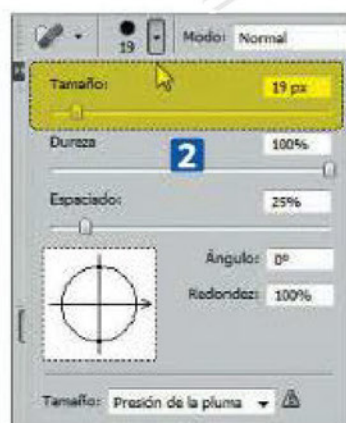 19 Modo: Normal
Tamaño: 19 px
Dureza 100%
2
Espaciado: 25%
Ángulo: 0º
Redondez: 100%
Tamaño: Presión de la pluma